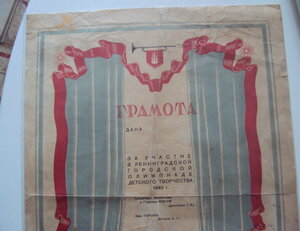 ГРАМОТА
ДАНА
ЗА УЧАСТИЕ
В ЛЕНИНГРАДСКОЙ
ГОРОДСКОЙ
ОЛИМПИАДЕ
ДЕТСКОГО ТВОРЧЕСТВА
1940 г.